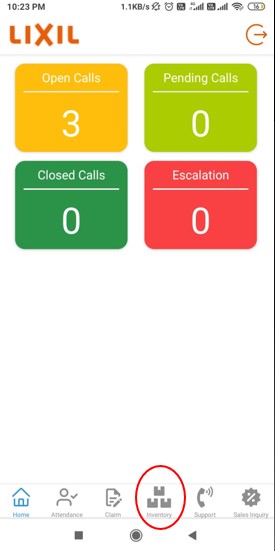 10:23 PM 1.1KB/s 16
LIXIL
Open Calls Pending Calls
3 0
Closed Calls Escalation
0 0
Home Attendance Claim Inventory Support Sales Inquiry